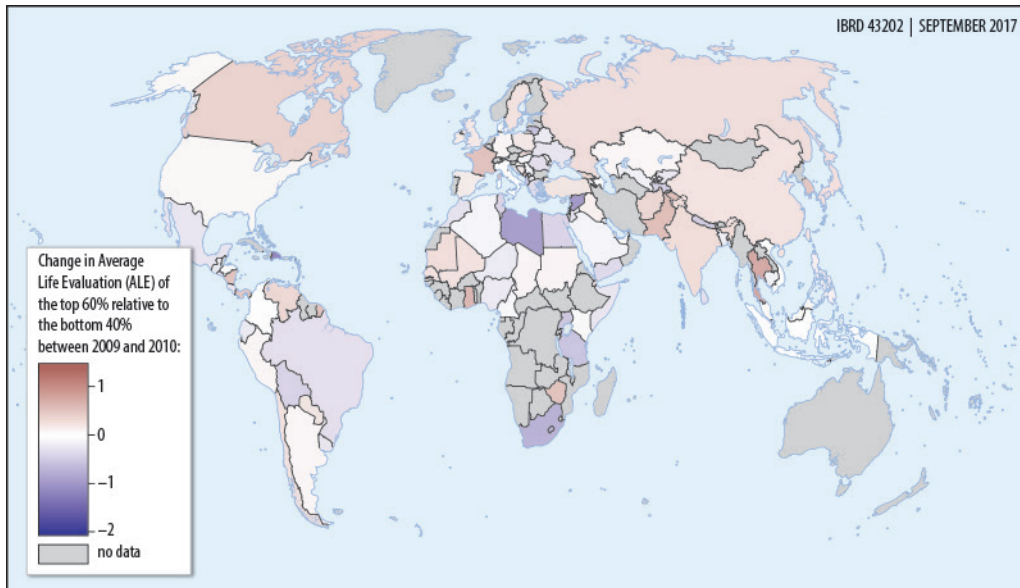 IBRD 43202 | SEPTEMBER 2017
Change in Average
Life Evaluation (ALE) of
the top 60% relative to
the bottom 40%
between 2009 and 2010:
1
0
−1
−2
no data